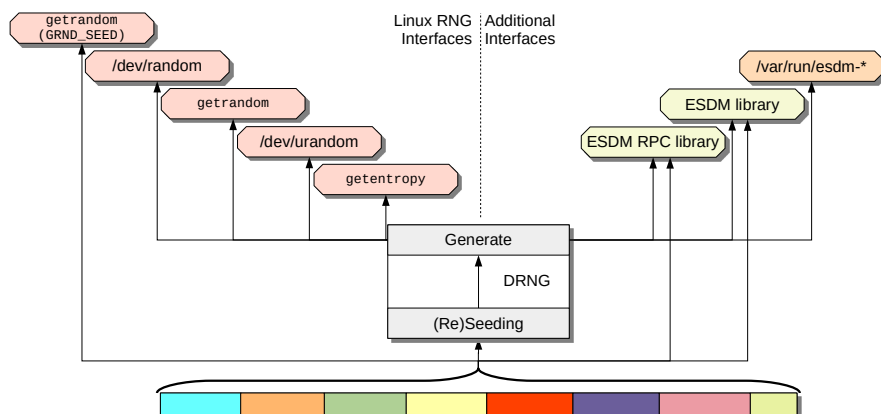 getrandom
(GRND_SEED)
Linux RNG
Interfaces
Additional
Interfaces
/dev/random
/var/run/esdm-*
getrandom
ESDM library
/dev/urandom
ESDM RPC library
getentropy
Generate
DRNG
(Re)Seeding